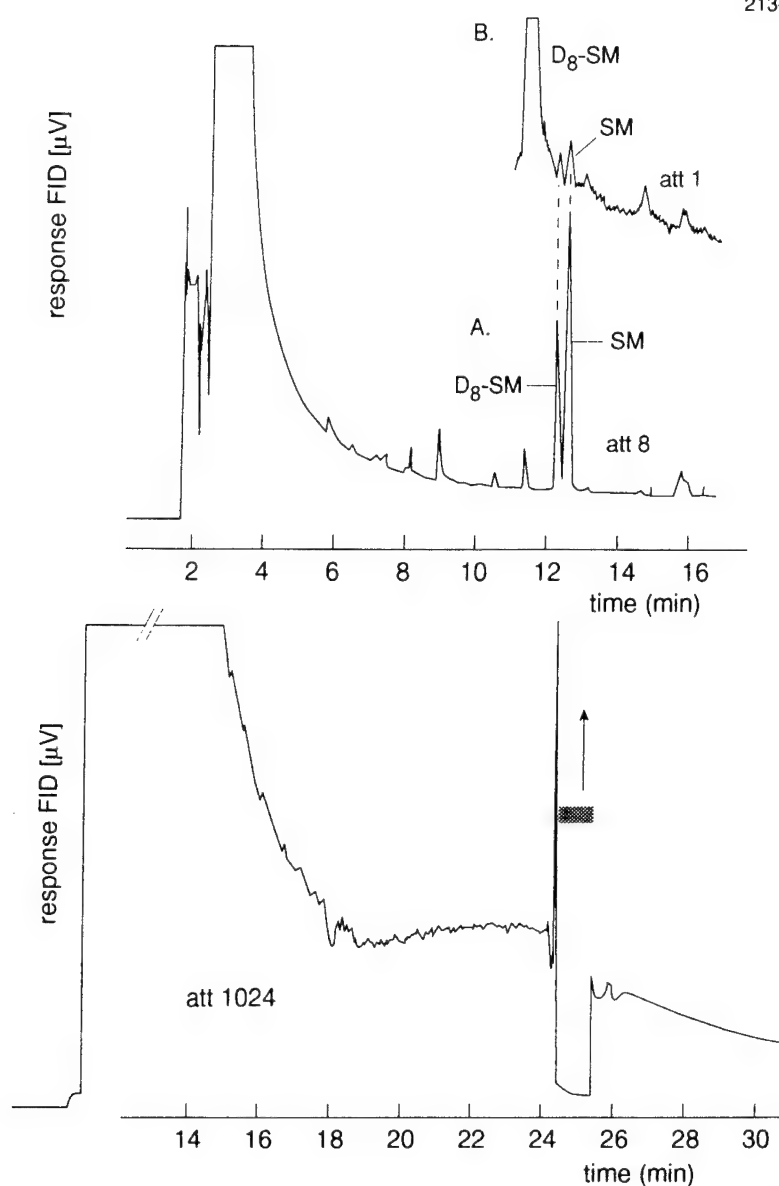 213-
B.
D₈-SM
SM
att 1
response FID [µV]
A.
SM
D₈-SM
att 8
2 4 6 8 10 12 14 16
time (min)
response FID [µV]
att 1024
14 16 18 20 22 24 26 28 30
time (min)